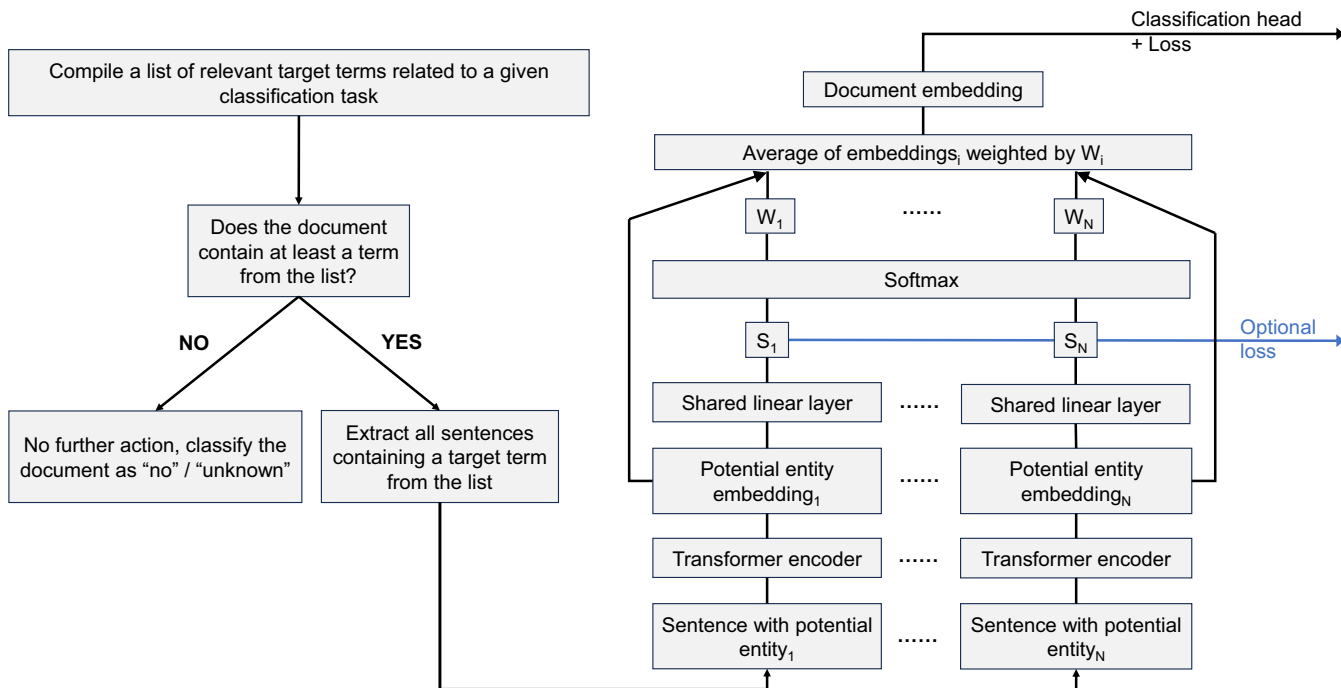 Compile a list of relevant target terms related to a given
classification task
Does the document
contain at least a term
from the list?
NO
YES
No further action, classify the
document as “no” / “unknown”
Extract all sentences
containing a target term
from the list
Classification head
+ Loss
Document embedding
Average of embeddingsᵢ weighted by Wᵢ
W₁
......
W_N
Softmax
S₁
S_N
Optional
loss
Shared linear layer
......
Shared linear layer
Potential entity
embedding₁
......
Potential entity
embedding_N
Transformer encoder
......
Transformer encoder
Sentence with potential
entity₁
......
Sentence with potential
entity_N